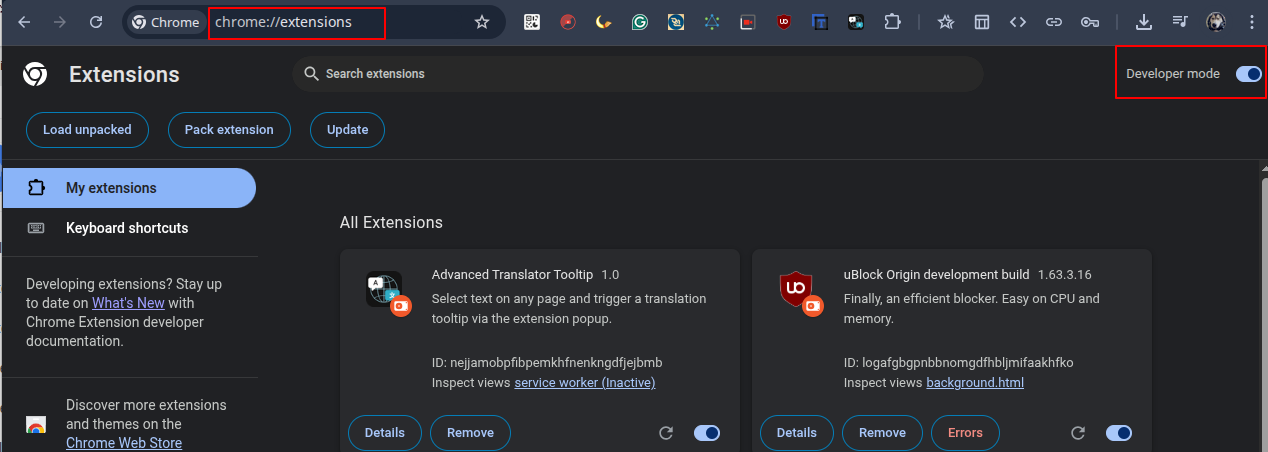 Chrome
chrome://extensions
Extensions
Search extensions
Developer mode
Load unpacked
Pack extension
Update
My extensions
Keyboard shortcuts
Developing extensions? Stay up
to date on What's New with
Chrome Extension developer
documentation.
Discover more extensions
and themes on the
Chrome Web Store
All Extensions
Advanced Translator Tooltip 1.0
Select text on any page and trigger a translation
tooltip via the extension popup.
ID: nejjamobpfibpemkhfnenkngdfjejbmb
Inspect views service worker (Inactive)
Details
Remove
uBlock Origin development build 1.63.3.16
Finally, an efficient blocker. Easy on CPU and
memory.
ID: logafgbgpnbbnomgdfhbljmifaakhfko
Inspect views background.html
Details
Remove
Errors